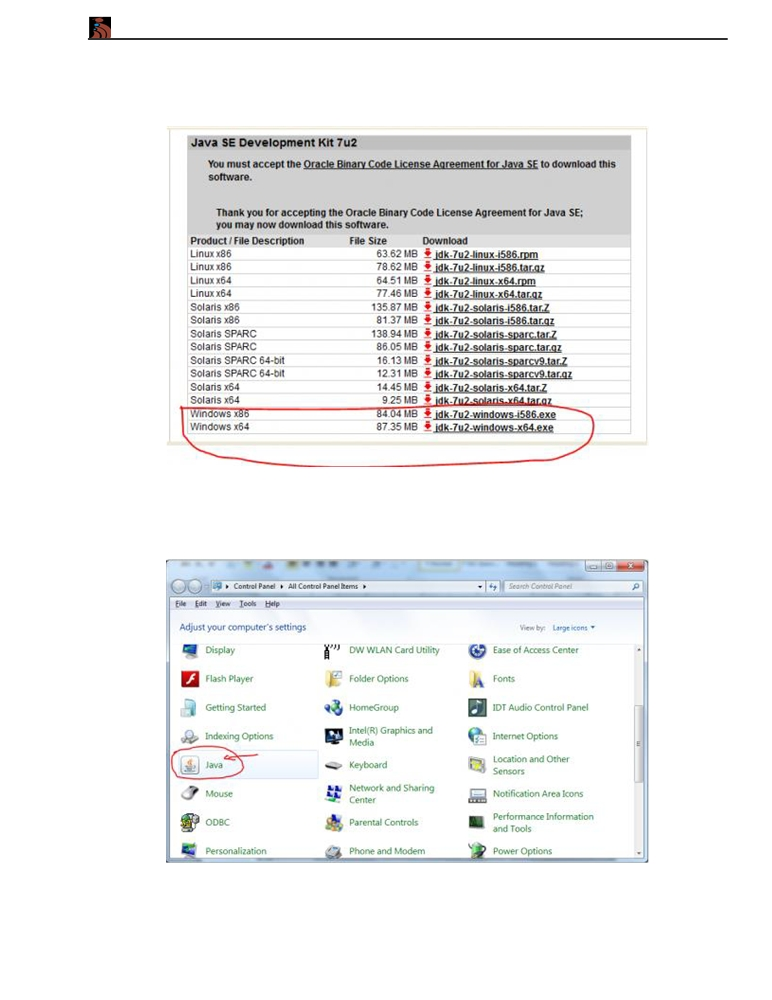 Java SE Development Kit 7u2
You must accept the Oracle Binary Code License Agreement for Java SE to download this
software.
Thank you for accepting the Oracle Binary Code License Agreement for Java SE;
you may now download this software.
Product / File Description File Size Download
Linux x86 63.62 MB jdk-7u2-linux-i586.rpm
Linux x86 78.62 MB jdk-7u2-linux-i586.tar.gz
Linux x64 64.51 MB jdk-7u2-linux-x64.rpm
Linux x64 77.46 MB jdk-7u2-linux-x64.tar.gz
Solaris x86 135.87 MB jdk-7u2-solaris-i586.tar.Z
Solaris x86 81.37 MB jdk-7u2-solaris-i586.tar.gz
Solaris SPARC 138.94 MB jdk-7u2-solaris-sparc.tar.Z
Solaris SPARC 86.05 MB jdk-7u2-solaris-sparc.tar.gz
Solaris SPARC 64-bit 16.13 MB jdk-7u2-solaris-sparcv9.tar.Z
Solaris SPARC 64-bit 12.31 MB jdk-7u2-solaris-sparcv9.tar.gz
Solaris x64 14.45 MB jdk-7u2-solaris-x64.tar.Z
Solaris x64 9.25 MB jdk-7u2-solaris-x64.tar.gz
Windows x86 84.04 MB jdk-7u2-windows-i586.exe
Windows x64 87.35 MB jdk-7u2-windows-x64.exe
Control Panel All Control Panel Items Search Control Panel
File Edit View Tools Help
Adjust your computer's settings View by: Large icons
Display DW WLAN Card Utility Ease of Access Center
Flash Player Folder Options Fonts
Getting Started HomeGroup IDT Audio Control Panel
Indexing Options Intel(R) Graphics and Internet Options
Media
Java Keyboard Location and Other
Sensors
Mouse Network and Sharing Notification Area Icons
Center
ODBC Parental Controls Performance Information
and Tools
Personalization Phone and Modem Power Options